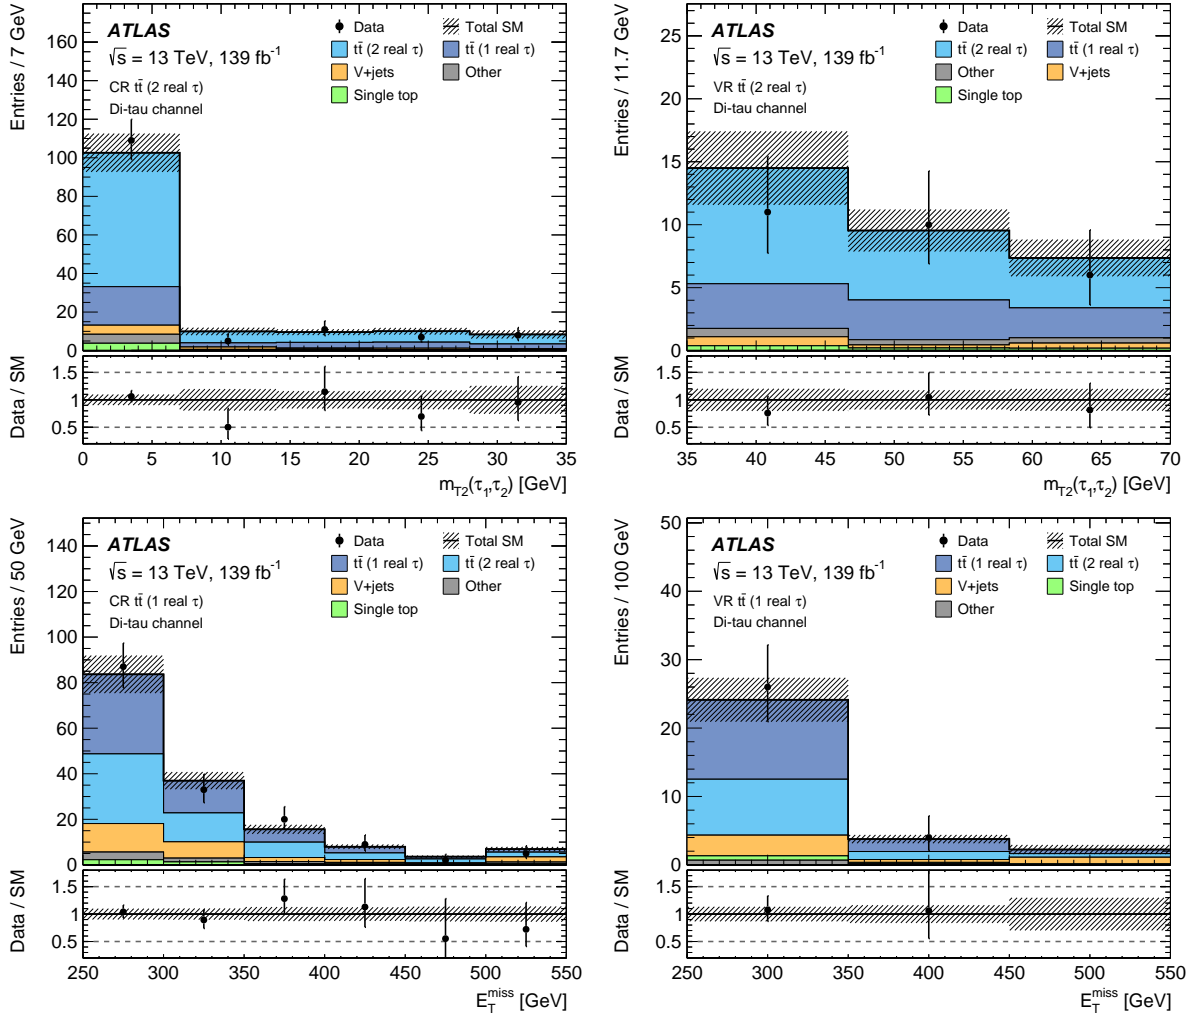 Entries / 7 GeV
160
140
120
100
80
60
40
20
0
ATLAS
√s = 13 TeV, 139 fb⁻¹
CR tt̄ (2 real τ)
Di-tau channel
Data
Total SM
tt̄ (2 real τ)
tt̄ (1 real τ)
V+jets
Other
Single top
Data / SM
1.5
1
0.5
0 5 10 15 20 25 30 35
m_T2(τ₁,τ₂) [GeV]
Entries / 11.7 GeV
25
20
15
10
5
0
ATLAS
√s = 13 TeV, 139 fb⁻¹
VR tt̄ (2 real τ)
Di-tau channel
Data
Total SM
tt̄ (2 real τ)
tt̄ (1 real τ)
Other
V+jets
Single top
Data / SM
1.5
1
0.5
35 40 45 50 55 60 65 70
m_T2(τ₁,τ₂) [GeV]
Entries / 50 GeV
140
120
100
80
60
40
20
0
ATLAS
√s = 13 TeV, 139 fb⁻¹
CR tt̄ (1 real τ)
Di-tau channel
Data
Total SM
tt̄ (1 real τ)
tt̄ (2 real τ)
V+jets
Other
Single top
Data / SM
1.5
1
0.5
250 300 350 400 450 500 550
E_T^miss [GeV]
Entries / 100 GeV
50
40
30
20
10
0
ATLAS
√s = 13 TeV, 139 fb⁻¹
VR tt̄ (1 real τ)
Di-tau channel
Data
Total SM
tt̄ (1 real τ)
tt̄ (2 real τ)
V+jets
Single top
Other
Data / SM
1.5
1
0.5
250 300 350 400 450 500 550
E_T^miss [GeV]